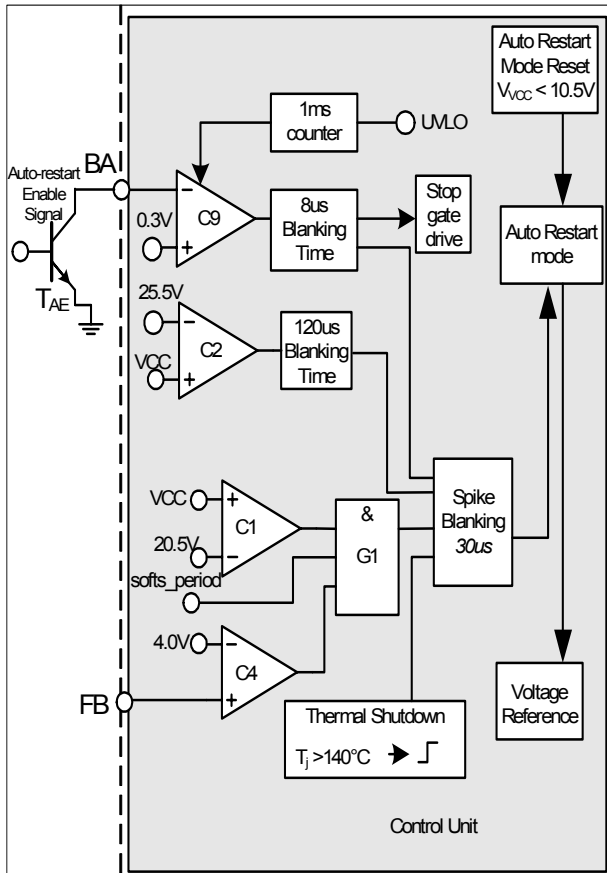 Auto Restart
Mode Reset
VVCC < 10.5V
1ms
counter
UVLO
BA
Auto-restart
Enable
Signal
C9
8us
Blanking
Time
Stop
gate
drive
Auto Restart
mode
0.3V
TAE
25.5V
C2
120us
Blanking
Time
VCC
VCC
C1
&
G1
Spike
Blanking
30us
20.5V
softs_period
4.0V
C4
FB
Voltage
Reference
Thermal Shutdown
Tj >140°C
Control Unit